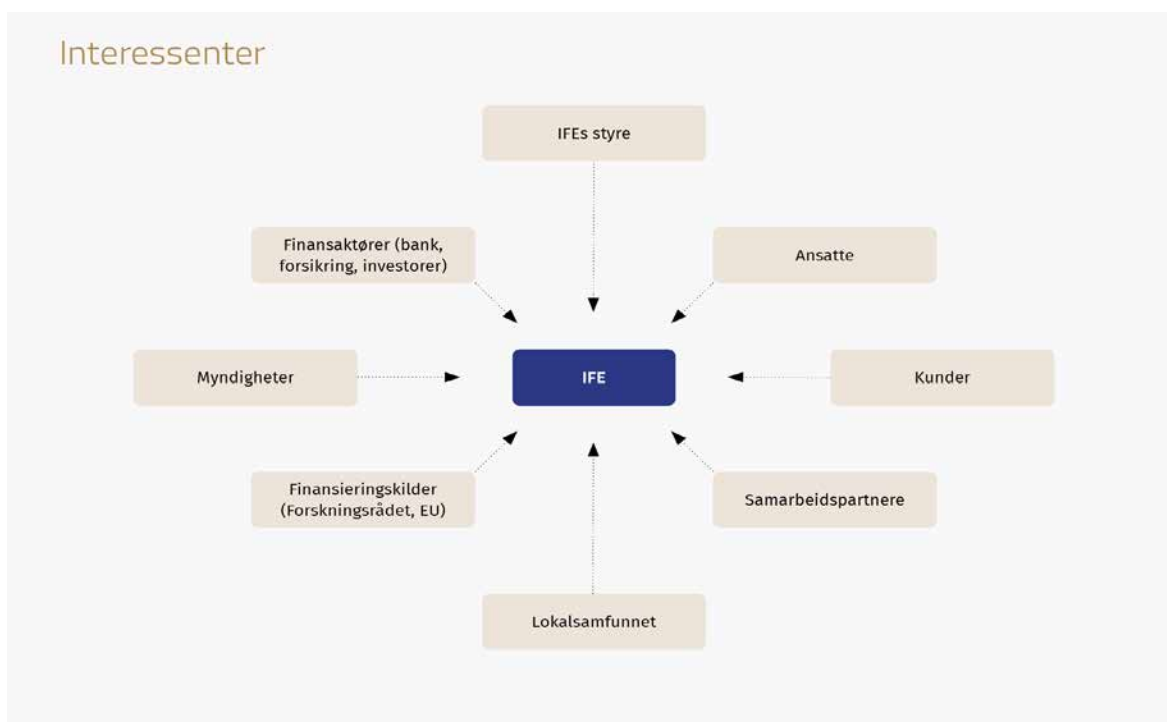 Interessenter
IFEs styre
Finansaktører (bank,
forsikring, investorer)
Ansatte
Myndigheter
IFE
Kunder
Finansieringskilder
(Forskningsrådet, EU)
Samarbeidspartnere
Lokalsamfunnet